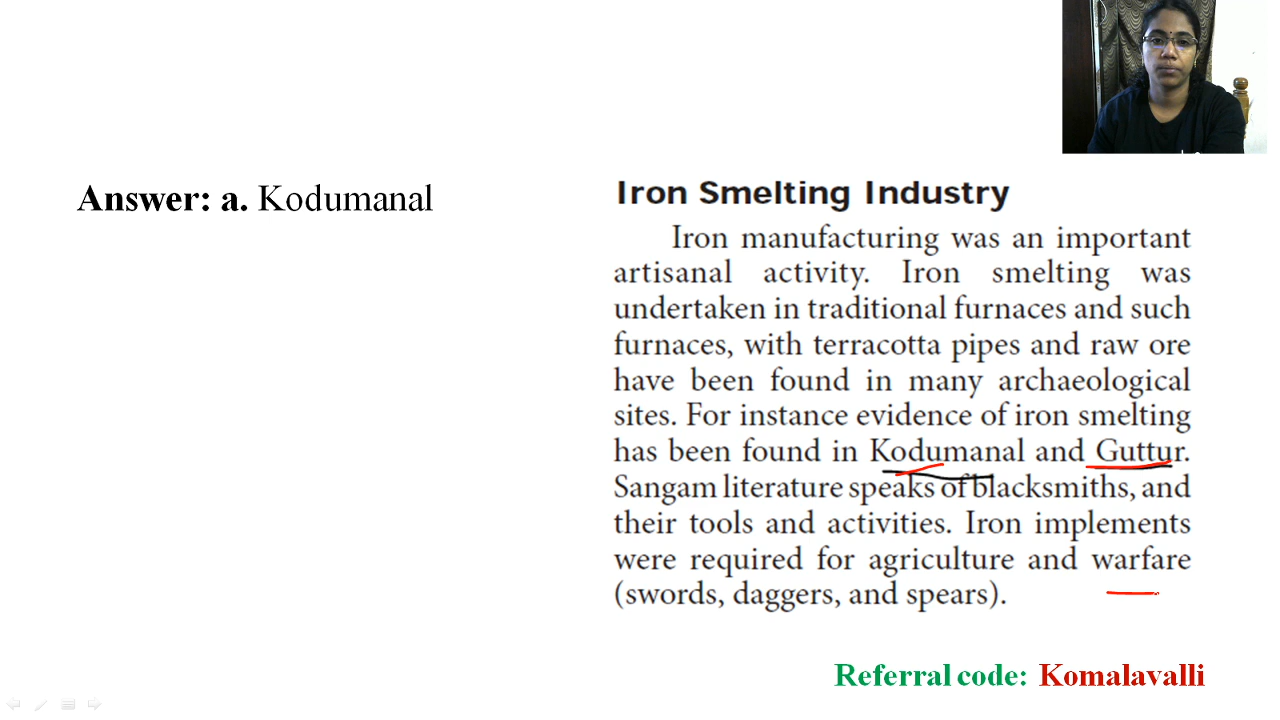 Answer: a. Kodumanal
Iron Smelting Industry
Iron manufacturing was an important
artisanal activity. Iron smelting was
undertaken in traditional furnaces and such
furnaces, with terracotta pipes and raw ore
have been found in many archaeological
sites. For instance evidence of iron smelting
has been found in Kodumanal and Guttur.
Sangam literature speaks of blacksmiths, and
their tools and activities. Iron implements
were required for agriculture and warfare
(swords, daggers, and spears).
Referral code: Komalavalli